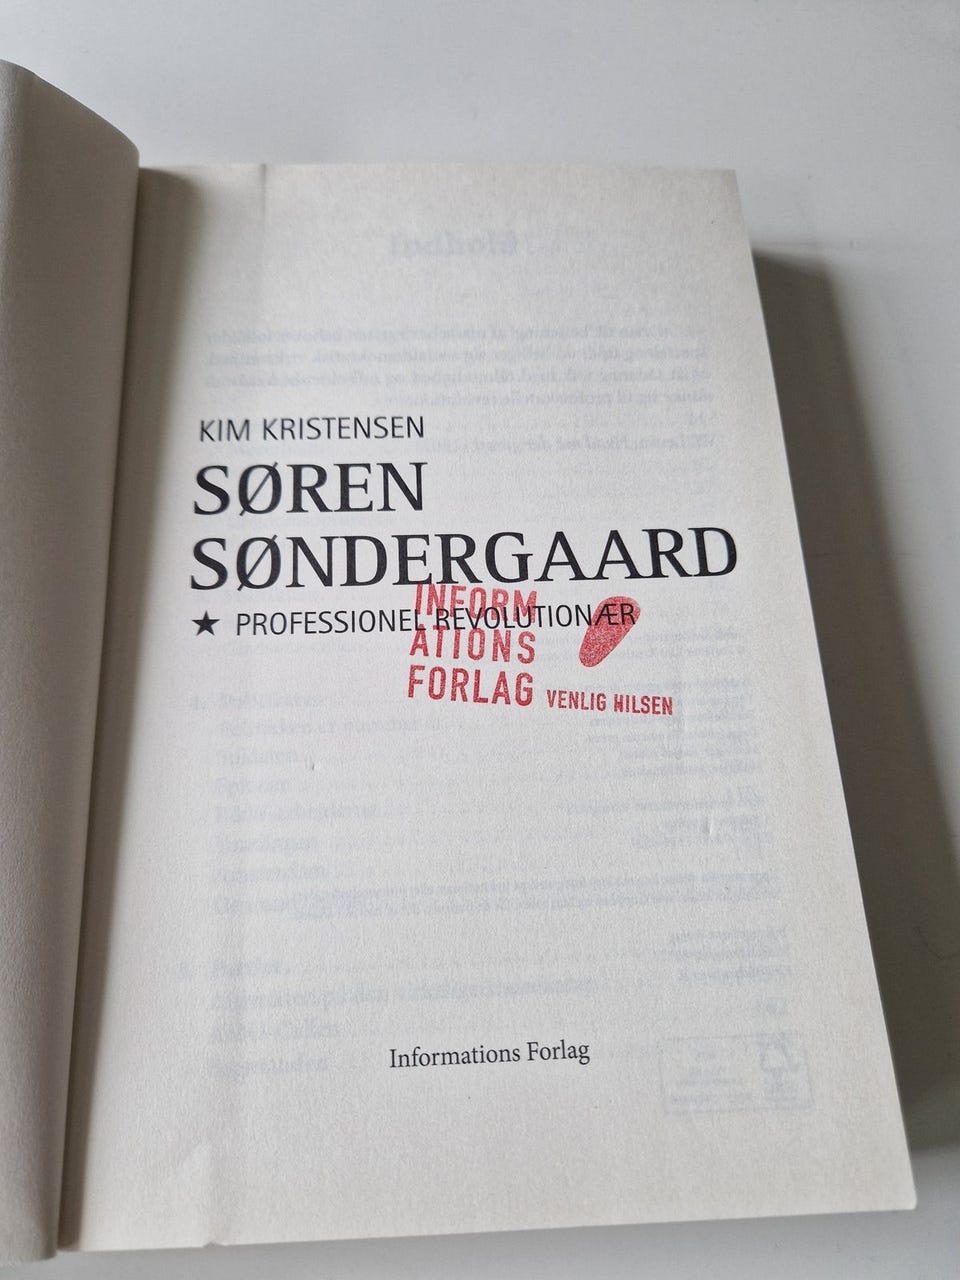 KIM KRISTENSEN
SØREN
SØNDERGAARD
★ PROFESSIONEL REVOLUTIONÆR
INFORM
ATIONS
FORLAG VENLIG HILSEN
Informations Forlag